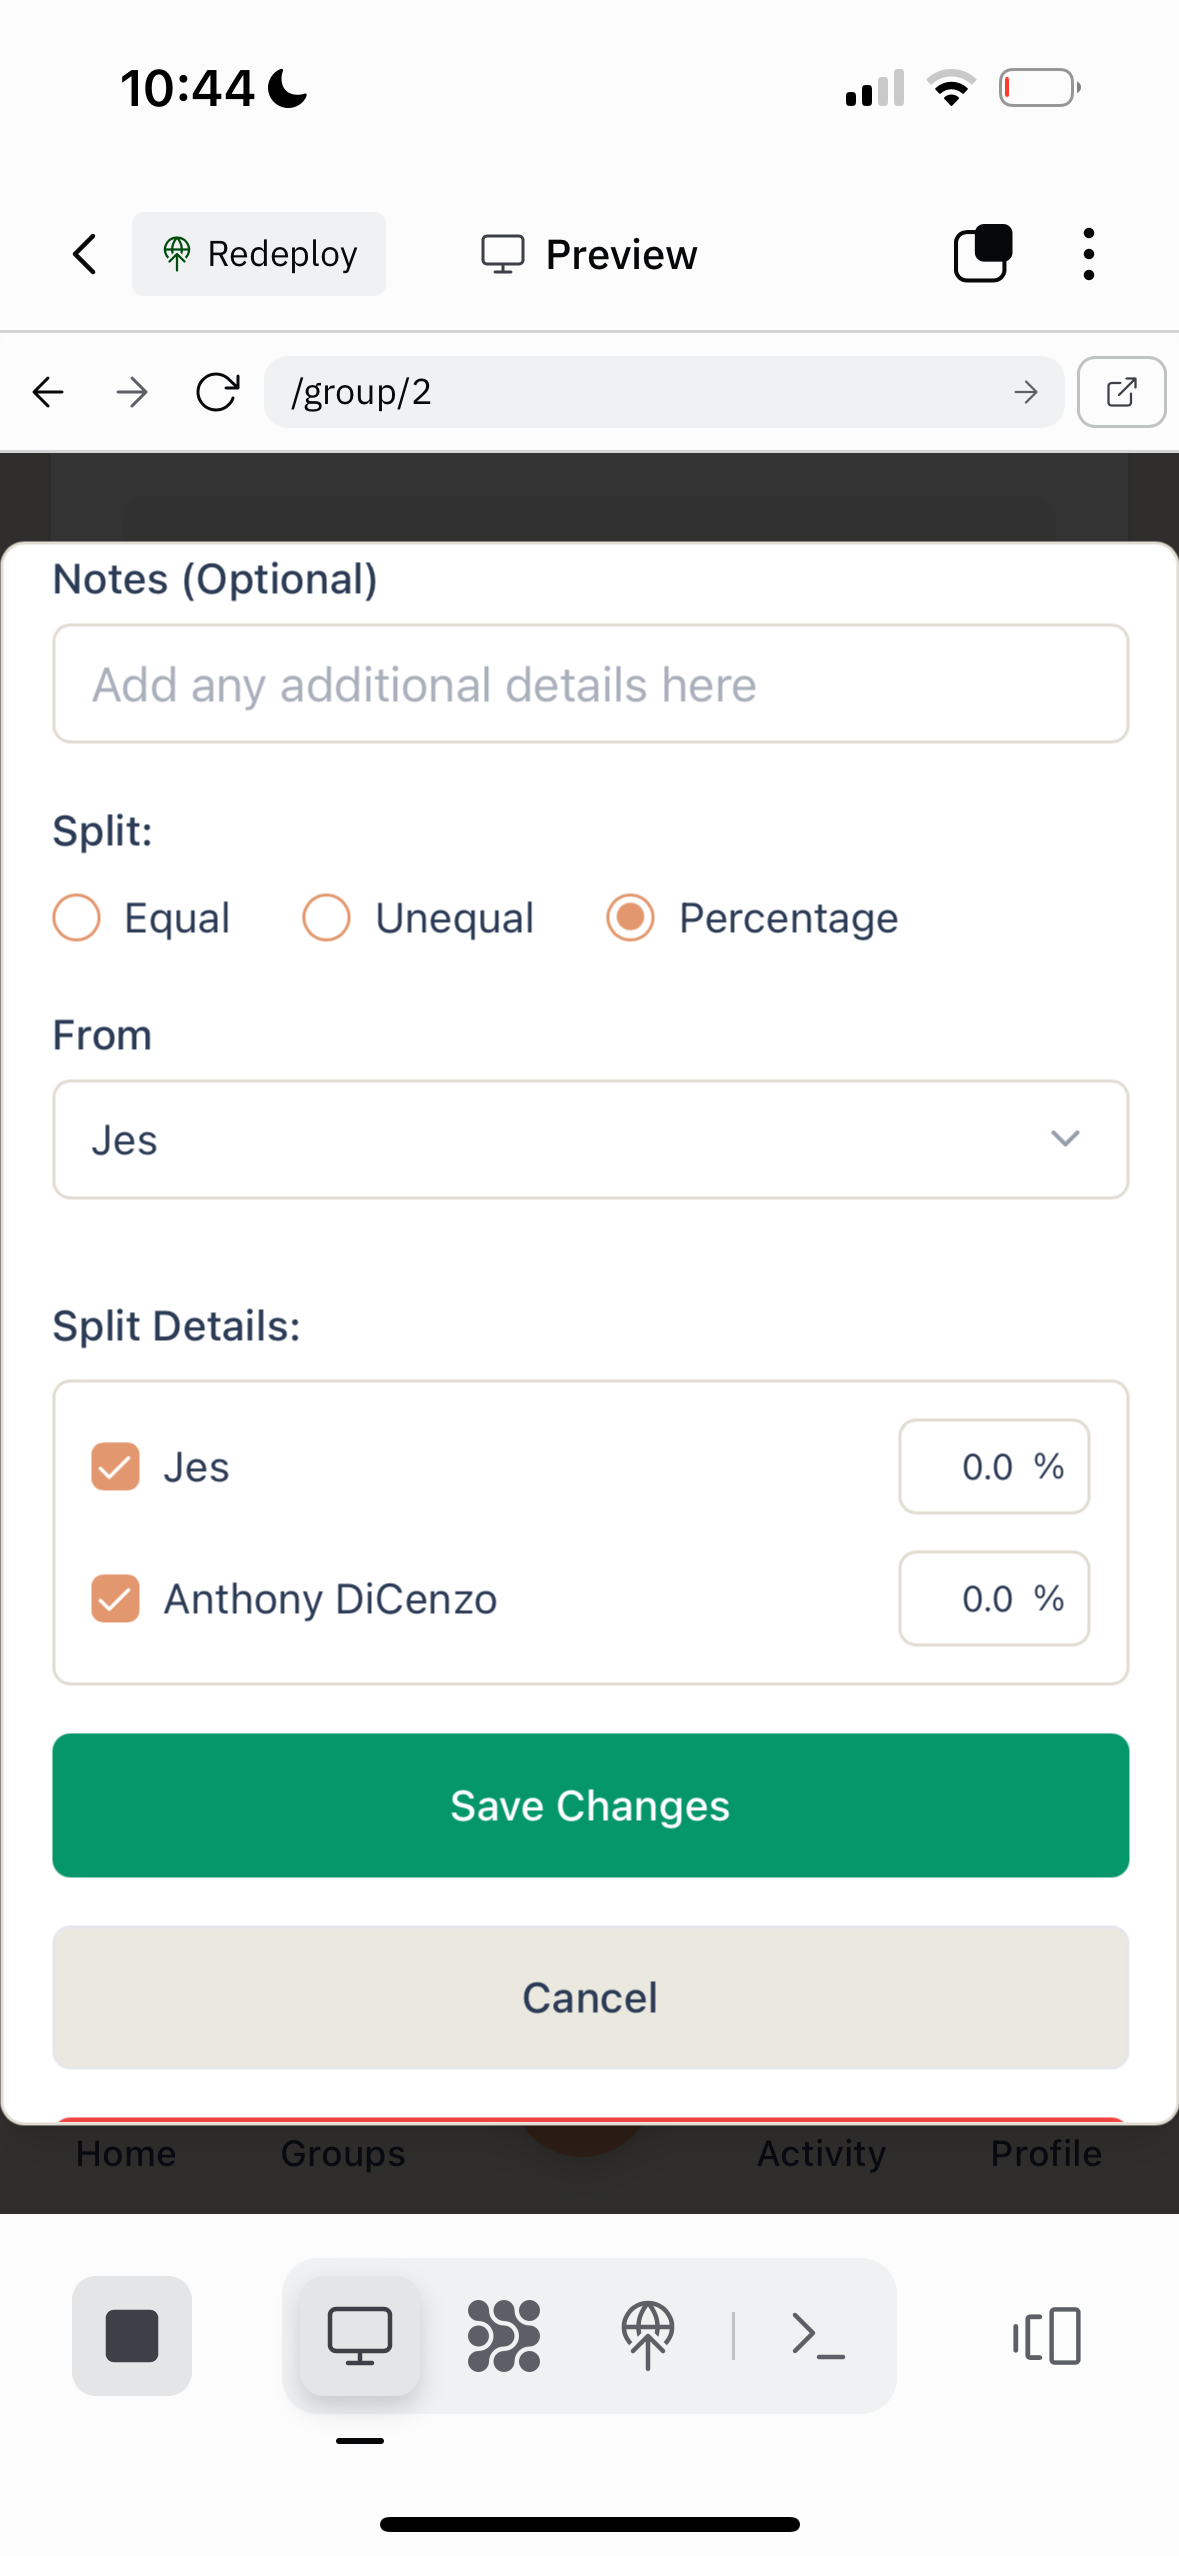 10:44
Redeploy
Preview
/group/2
Notes (Optional)
Add any additional details here
Split:
Equal
Unequal
Percentage
From
Jes
Split Details:
Jes
0.0 %
Anthony DiCenzo
0.0 %
Save Changes
Cancel
Home
Groups
Activity
Profile